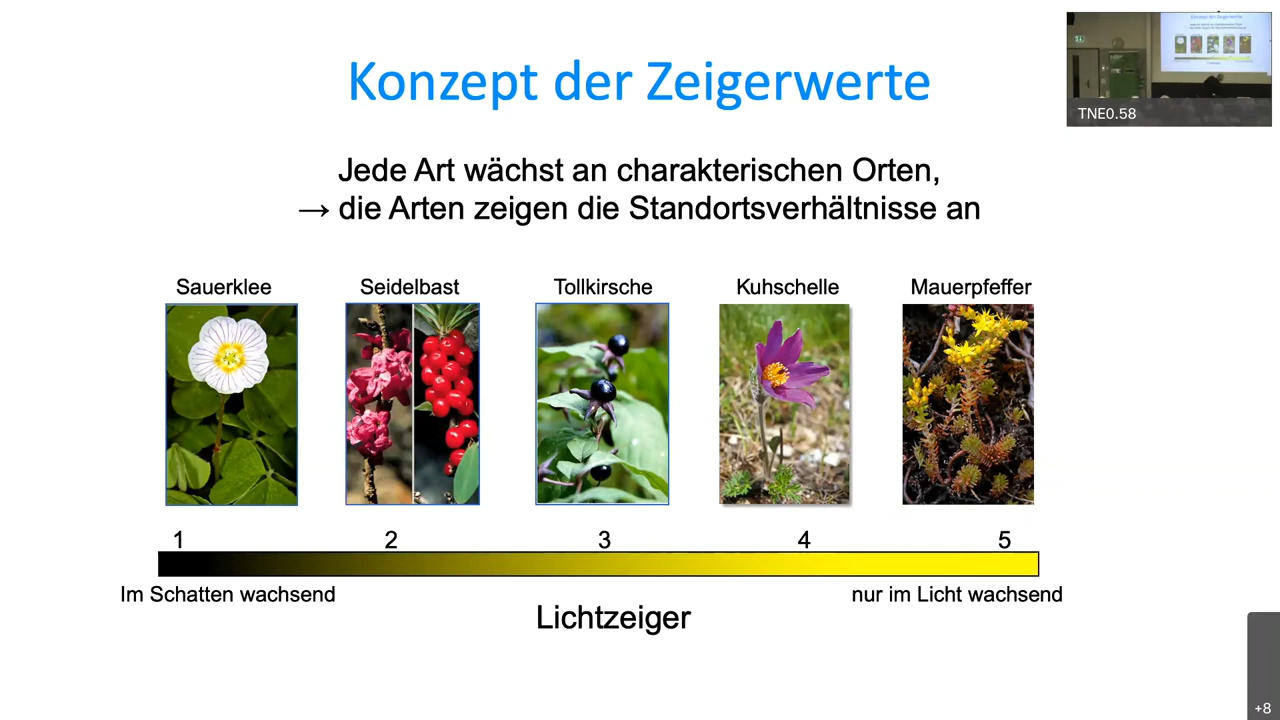 Konzept der Zeigerwerte
TNE0.58
Jede Art wächst an charakterischen Orten,
→ die Arten zeigen die Standortsverhältnisse an
Sauerklee
Seidelbast
Tollkirsche
Kuhschelle
Mauerpfeffer
1 2 3 4 5
Im Schatten wachsend
nur im Licht wachsend
Lichtzeiger
+8